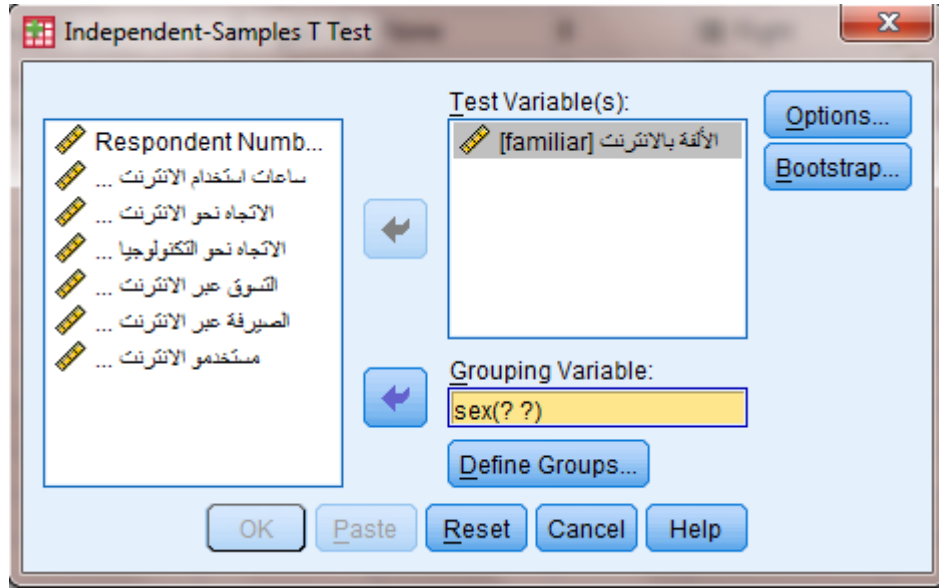 Independent-Samples T Test
Respondent Numb...
ساعات استخدام الانترنت ...
الاتجاه نحو الانترنت ...
الاتجاه نحو التكنولوجيا ...
التسوق عبر الانترنت ...
الصيرفة عبر الانترنت ...
مستخدمو الانترنت ...
Test Variable(s):
الألفة بالانترنت [familiar]
Grouping Variable:
sex(? ?)
Define Groups...
Options...
Bootstrap...
OK Paste Reset Cancel Help